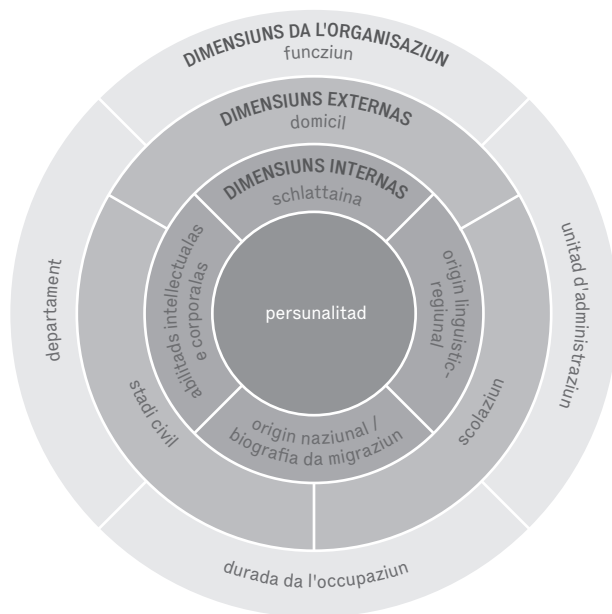 DIMENSIUNS DA L'ORGANISAZIUN
funcziun
DIMENSIUNS EXTERNAS
domicil
DIMENSIUNS INTERNAS
schlattaina
abilitads intellectualas
e corporalas
origin linguistic-
regiunal
persunalitad
departament
unitad d'administraziun
stadi civil
scolaziun
origin naziunal /
biografia da migraziun
durada da l'occupaziun